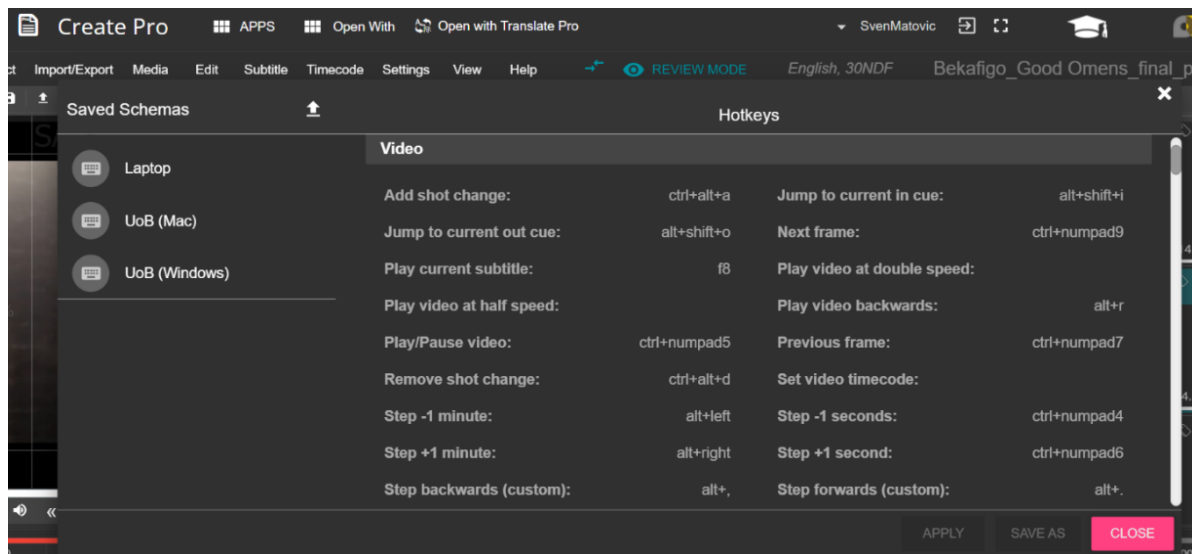 Create Pro APPS Open With Open with Translate Pro SvenMatovic
ct Import/Export Media Edit Subtitle Timecode Settings View Help REVIEW MODE English, 30NDF Bekafigo_Good Omens_final_p
Saved Schemas
Hotkeys
Laptop
UoB (Mac)
UoB (Windows)
Video
Add shot change: ctrl+alt+a Jump to current in cue: alt+shift+i
Jump to current out cue: alt+shift+o Next frame: ctrl+numpad9
Play current subtitle: f8 Play video at double speed:
Play video at half speed: Play video backwards: alt+r
Play/Pause video: ctrl+numpad5 Previous frame: ctrl+numpad7
Remove shot change: ctrl+alt+d Set video timecode:
Step -1 minute: alt+left Step -1 seconds: ctrl+numpad4
Step +1 minute: alt+right Step +1 second: ctrl+numpad6
Step backwards (custom): alt+, Step forwards (custom): alt+.
APPLY SAVE AS CLOSE